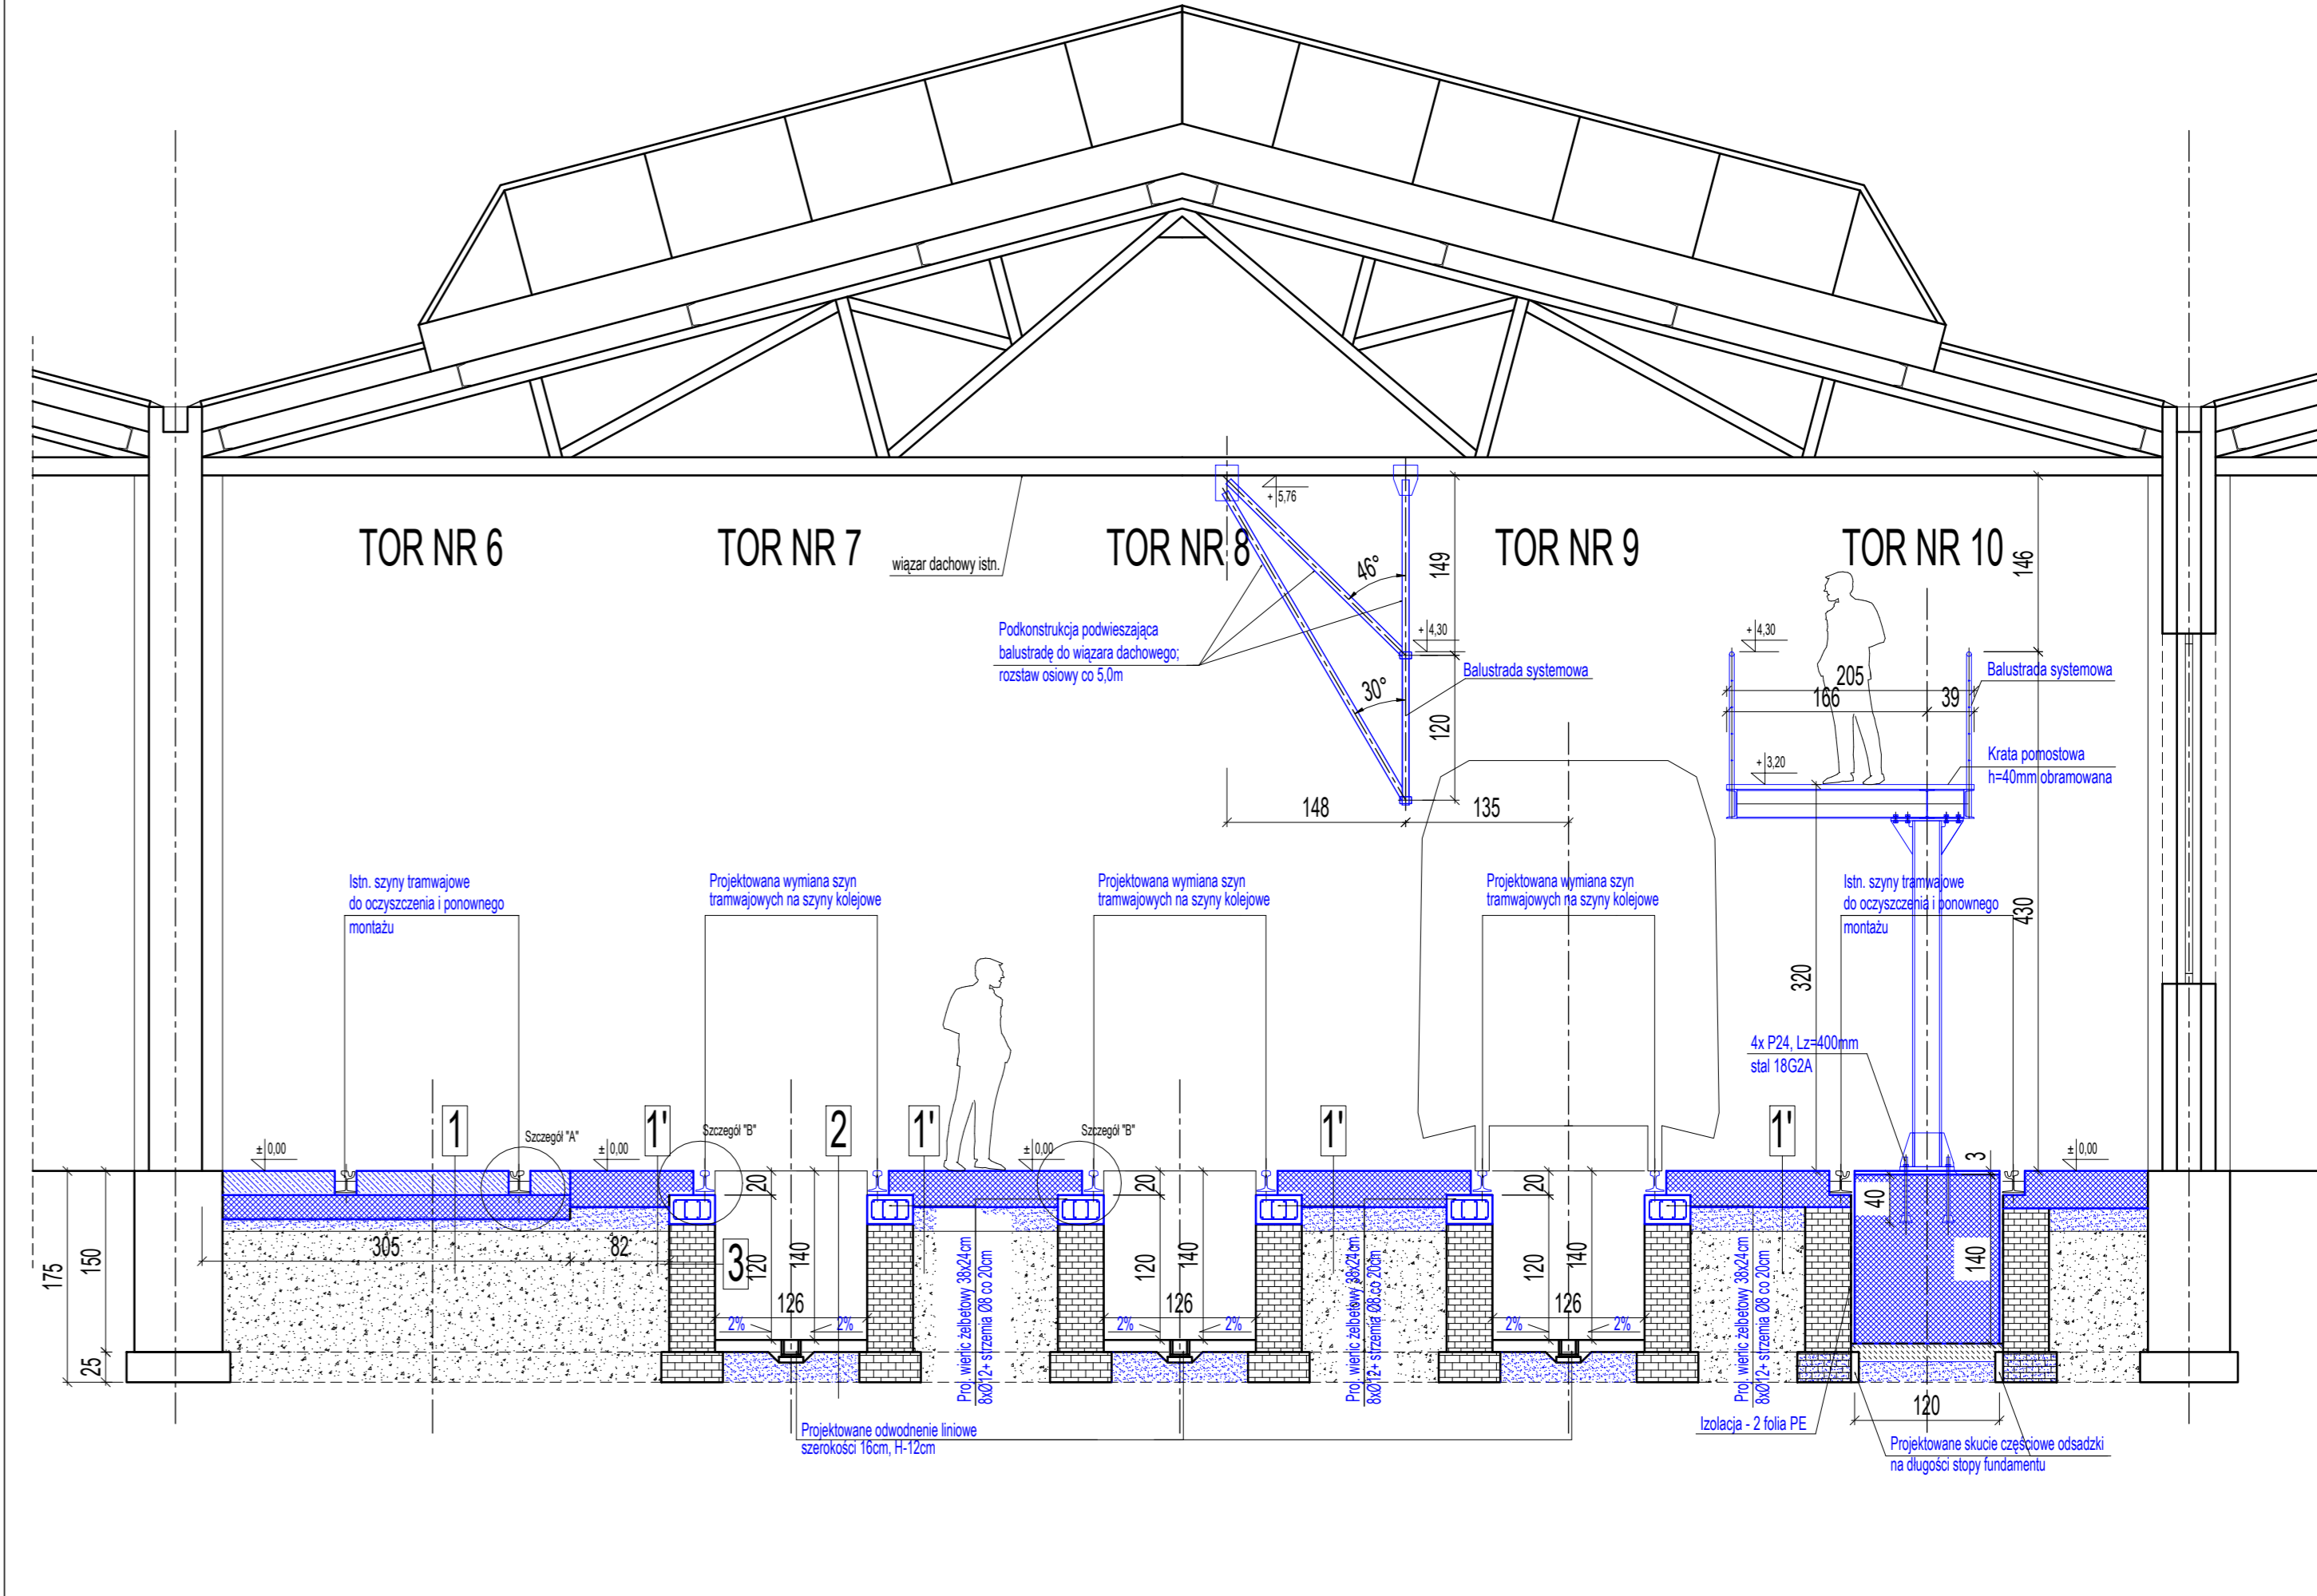 TOR NR 6
TOR NR 7
TOR NR 8
TOR NR 9
TOR NR 10
wiązar dachowy istn.
+ 5,76
46°
149
146
Podkonstrukcja podwieszająca
balustradę do wiązara dachowego;
rozstaw osiowy co 5,0m
+ 4,30
Balustrada systemowa
30°
120
148
135
+ 4,30
205
166
39
Balustrada systemowa
+ 3,20
Krata pomostowa
h=40mm obramowana
Istn. szyny tramwajowe
do oczyszczenia i ponownego
montażu
Projektowana wymiana szyn
tramwajowych na szyny kolejowe
Projektowana wymiana szyn
tramwajowych na szyny kolejowe
Projektowana wymiana szyn
tramwajowych na szyny kolejowe
Istn. szyny tramwajowe
do oczyszczenia i ponownego
montażu
430
320
4x P24, Lz=400mm
stal 18G2A
± 0,00
1
Szczegół "A"
± 0,00
1'
Szczegół "B"
2
1'
± 0,00
Szczegół "B"
1'
1'
± 0,00
3
20
20
20
40
140
305
82
3
120
140
126
2%
2%
120
140
126
2%
2%
120
140
126
2%
2%
175
150
25
Proj. wieniec żelbetowy 38x24cm
8xØ12+ strzemia Ø8 co 20cm
Proj. wieniec żelbetowy 38x24cm
8xØ12+ strzemia Ø8 co 20cm
Proj. wieniec żelbetowy 38x24cm
8xØ12+ strzemia Ø8 co 20cm
120
Izolacja - 2 folia PE
Projektowane odwodnenie liniowe
szerokości 16cm, H-12cm
Projektowane skucie częściowe odsadzki
na długości stopy fundamentu